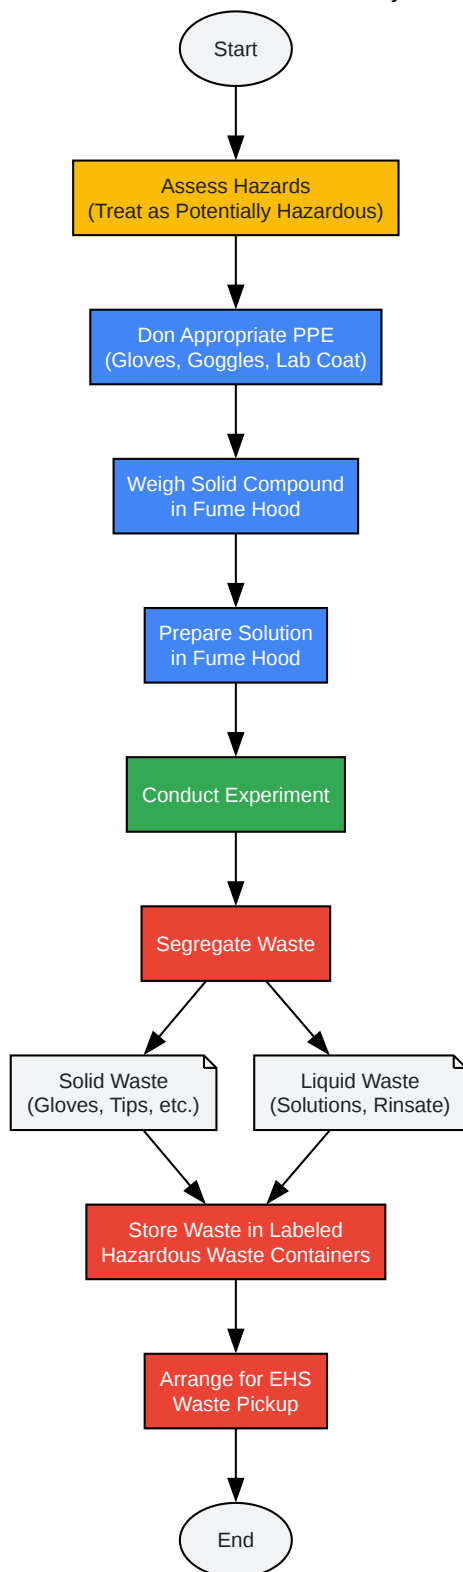 Start
Assess Hazards
(Treat as Potentially Hazardous)
Don Appropriate PPE
(Gloves, Goggles, Lab Coat)
Weigh Solid Compound
in Fume Hood
Prepare Solution
in Fume Hood
Conduct Experiment
Segregate Waste
Solid Waste
(Gloves, Tips, etc.)
Liquid Waste
(Solutions, Rinsate)
Store Waste in Labeled
Hazardous Waste Containers
Arrange for EHS
Waste Pickup
End